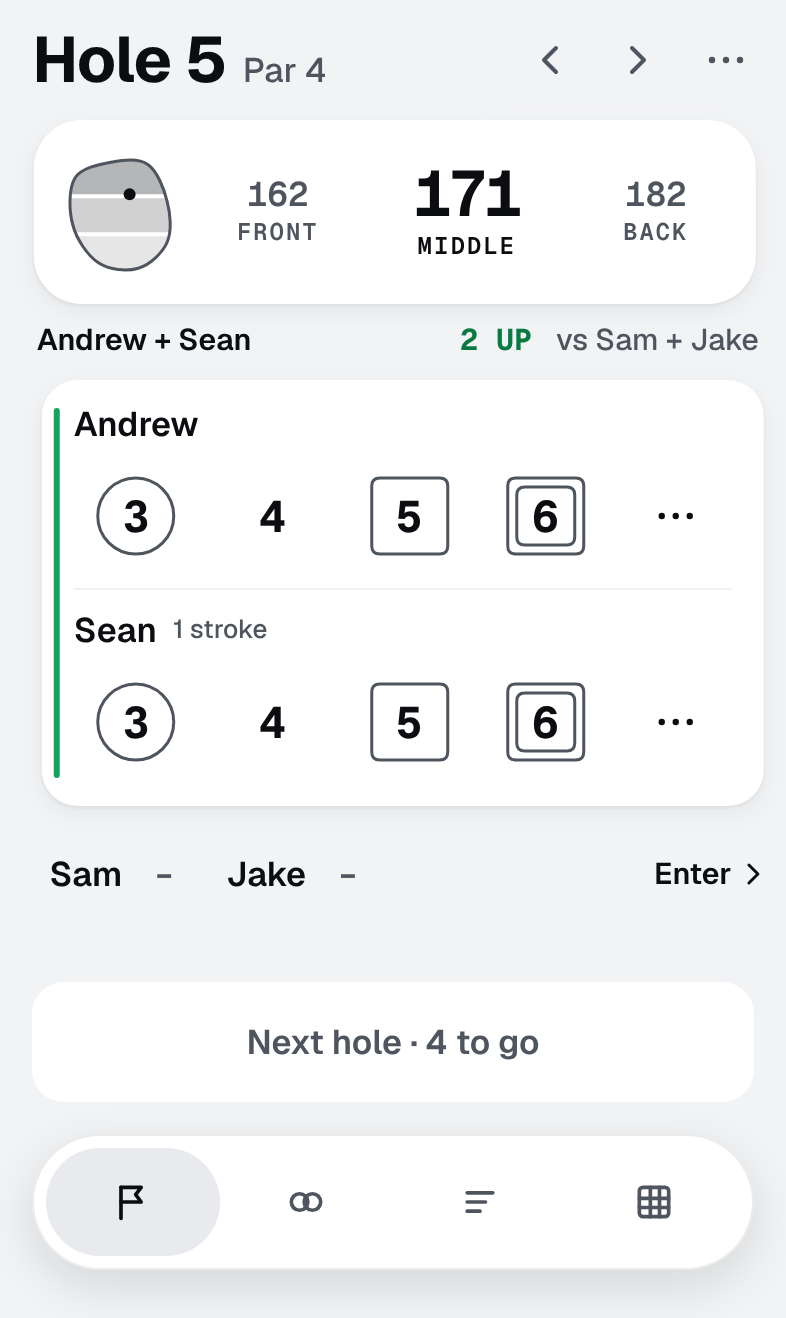 Hole 5 Par 4
162 171 182
FRONT MIDDLE BACK
Andrew + Sean 2 UP vs Sam + Jake
Andrew
3 4 5 6 ...
Sean 1 stroke
3 4 5 6 ...
Sam - Jake - Enter >
Next hole · 4 to go